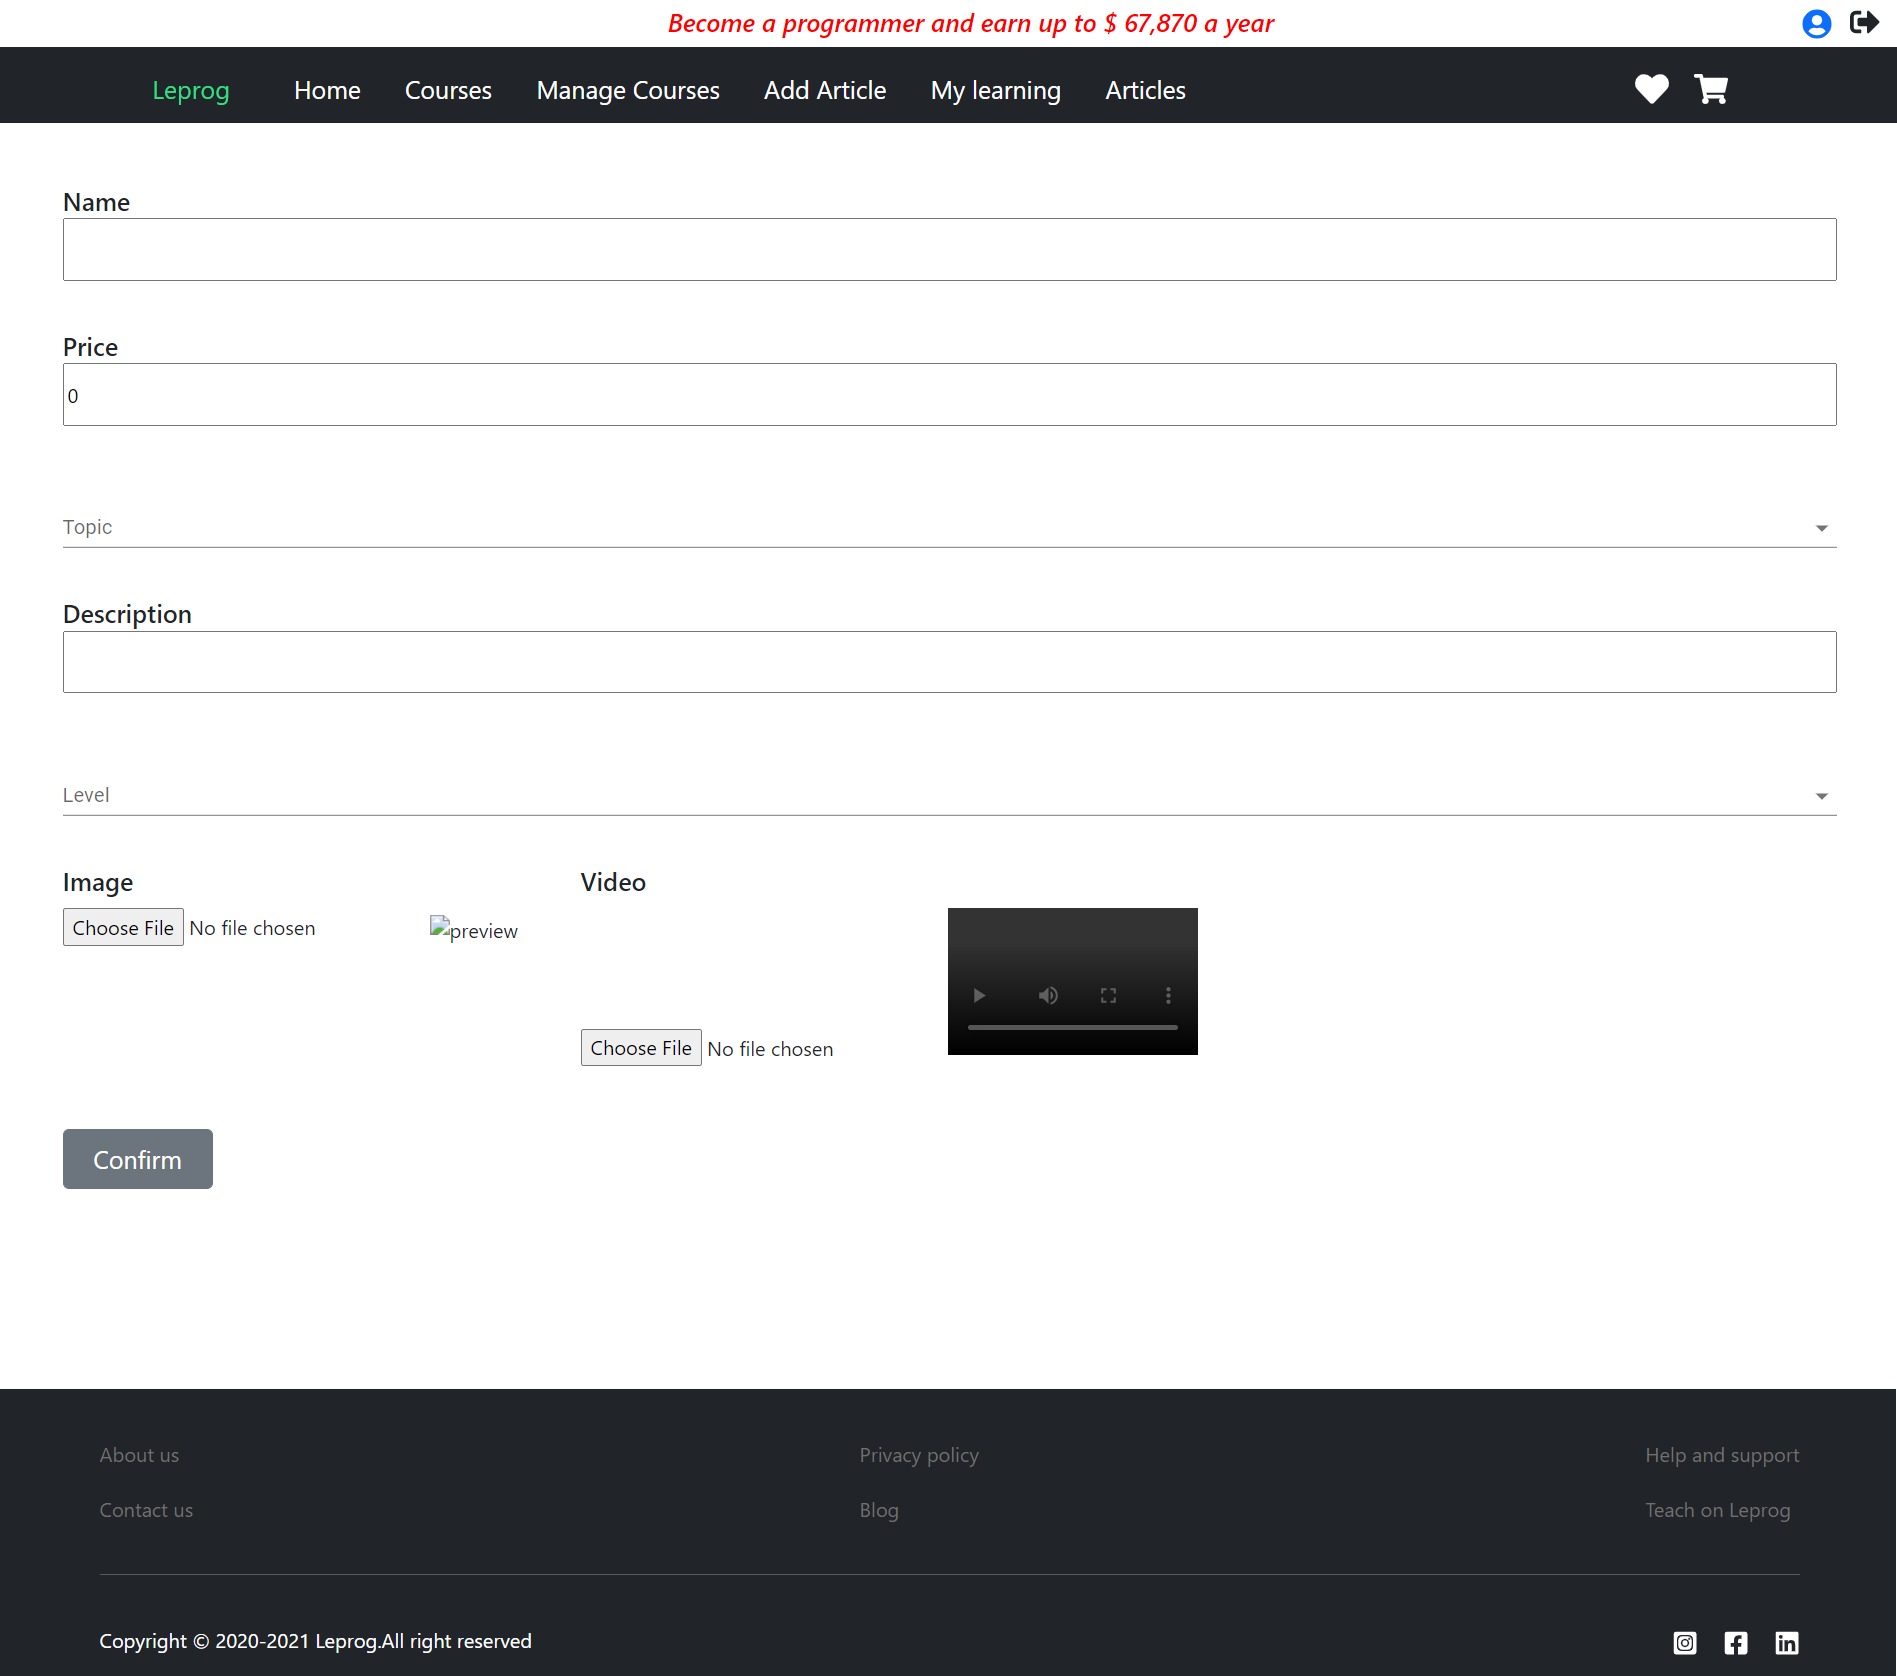 Become a programmer and earn up to $ 67,870 a year
Leprog Home Courses Manage Courses Add Article My learning Articles
Name
Price
0
Topic
Description
Level
Image Video
Choose File No file chosen preview
Choose File No file chosen
Confirm
About us Privacy policy Help and support
Contact us Blog Teach on Leprog
Copyright © 2020-2021 Leprog.All right reserved